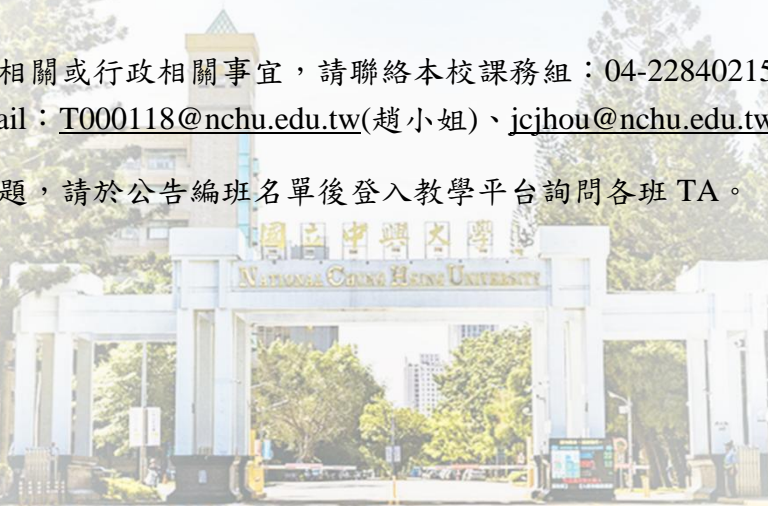 相關或行政相關事宜，請聯絡本校課務組：04-22840215
ail：T000118@nchu.edu.tw(趙小姐)、jcjhou@nchu.edu.tw
題，請於公告編班名單後登入教學平台詢問各班 TA。
國立中興大學
NATIONAL CHUNG HSING UNIVERSITY